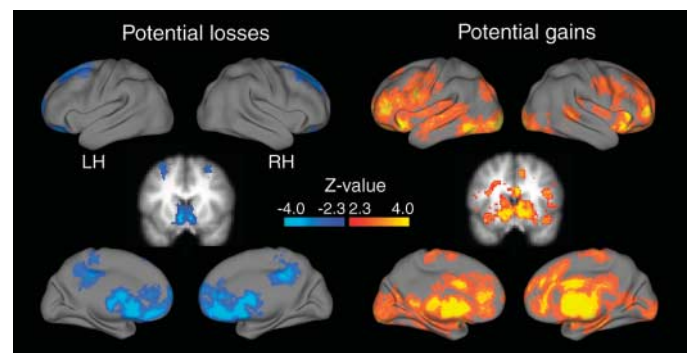 Potential losses
Potential gains
LH
RH
Z-value
-4.0 -2.3 2.3 4.0